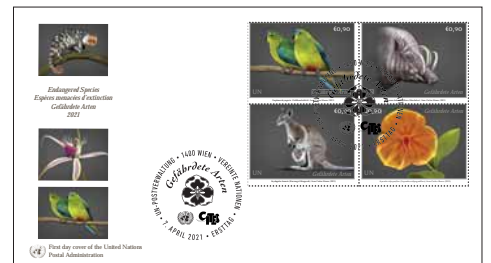 Endangered Species
Espèces menacées d'extinction
Gefährdete Arten
2021
First day cover of the United Nations
Postal Administration
UN-POSTVERWALTUNG • 1400 WIEN • VEREINTE NATIONEN
Gefährdete Arten
CITES
7. APRIL 2021 • ERSTTAG
€0,90
UN
€0,90
Gefährdete Arten
UN
Gefährdete Arten
0,90
Gefährdete Arten
UN